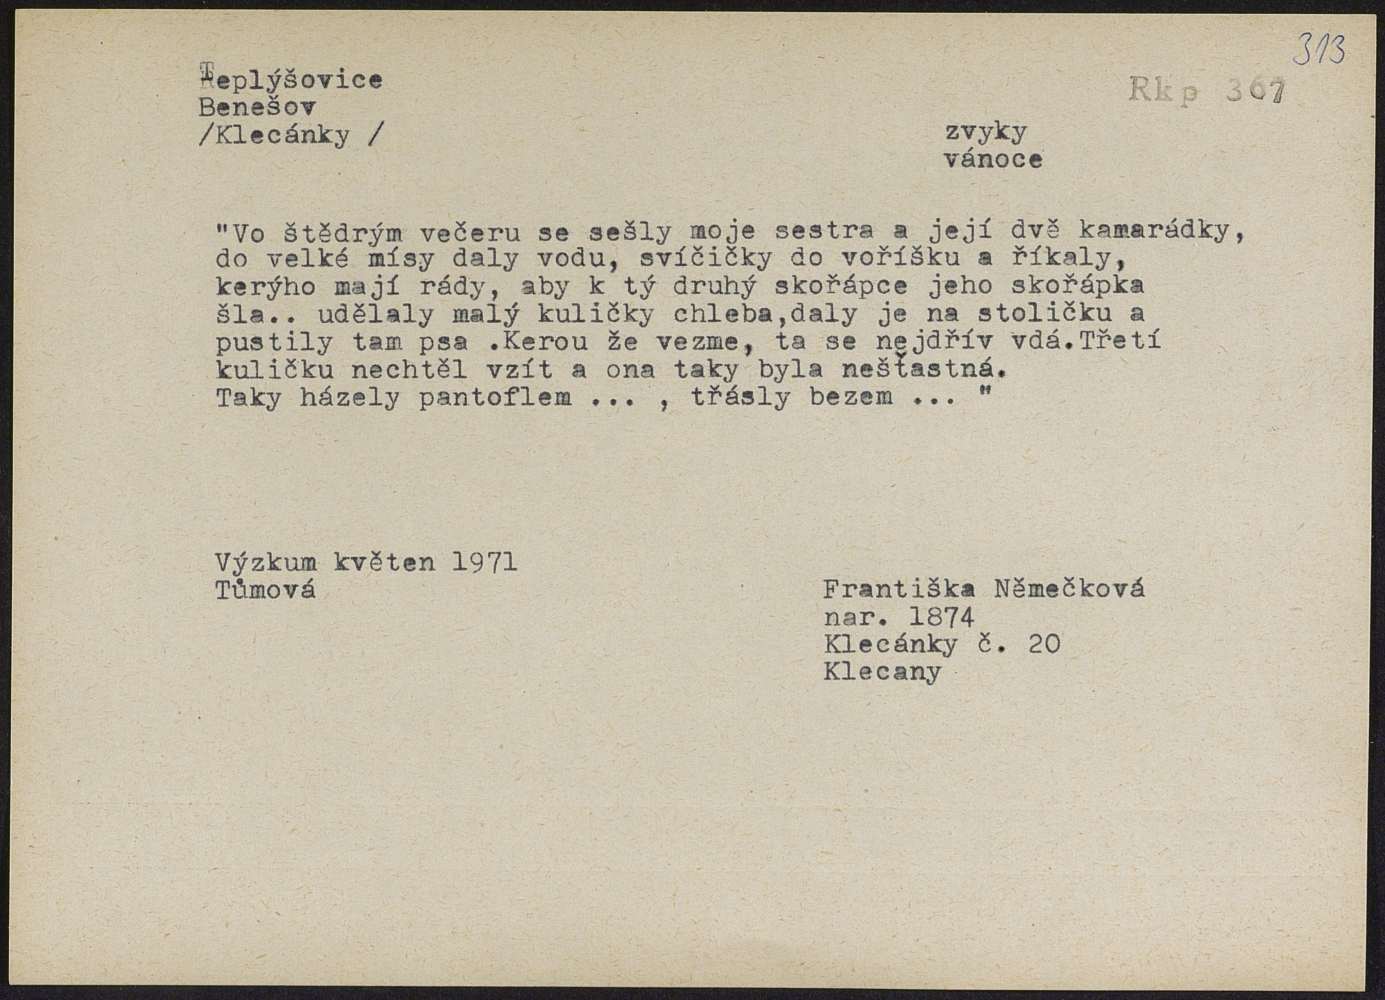 313
Teplýšovice
Rkp 367
Benešov
/Klecánky /
zvyky
vánoce
"Vo štědrým večeru se sešly moje sestra a její dvě kamarádky,
do velké mísy daly vodu, svíčičky do voříšku a říkaly,
kerýho mají rády, aby k tý druhý skořápce jeho skořápka
šla.. udělaly malý kuličky chleba,daly je na stoličku a
pustily tam psa .Kerou že vezme, ta se nejdřív vdá.Třetí
kuličku nechtěl vzít a ona taky byla nešťastná.
Taky házely pantoflem ... , třásly bezem ... "
Výzkum květen 1971
Tůmová
Františka Němečková
nar. 1874
Klecánky č. 20
Klecany